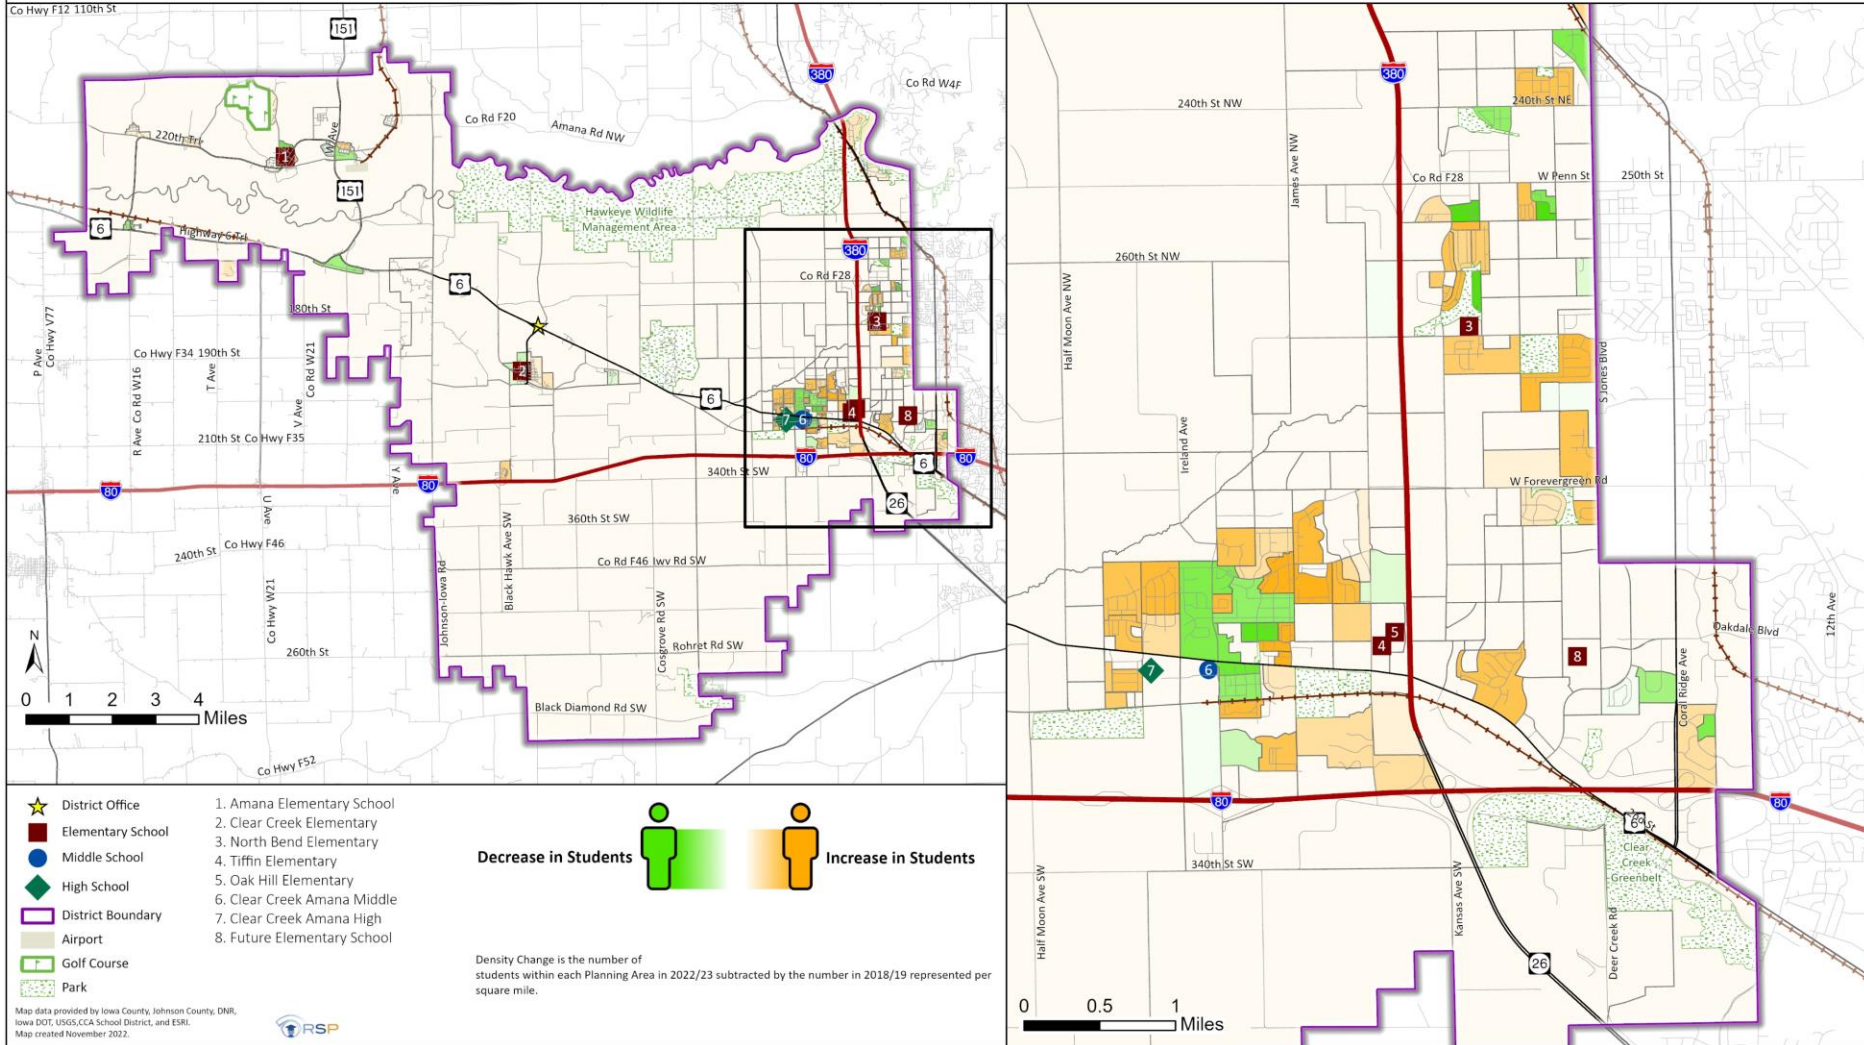 Co Hwy F12 110th St
151
380
Co Rd W4F
Co Rd F20
Amana Rd NW
220th Trl
W Ave
1
151
Hawkeye Wildlife
Management Area
6
Highway 6 Trl
380
Co Rd F28
6
180th St
3
P Ave
Co Hwy V77
Co Hwy F34 190th St
T Ave
Co Rd W21
2
R Ave Co Rd W16
V Ave
6
4
8
7
6
210th St Co Hwy F35
80
6
80
340th St SW
80
80
Y Ave
U Ave
26
360th St SW
Black Hawk Ave SW
240th St
Co Hwy F46
Co Rd F46 Iwv Rd SW
Johnson-Iowa Rd
Co Hwy W21
Cosgrove Rd SW
N
260th St
Rohret Rd SW
0 1 2 3 4
Miles
Black Diamond Rd SW
Co Hwy F52
380
240th St NW
240th St NE
James Ave NW
Co Rd F28
W Penn St
250th St
260th St NW
Half Moon Ave NW
3
S Jones Blvd
Ireland Ave
W Forevergreen Rd
12th Ave
5
4
Oakdale Blvd
8
7
6
Coral Ridge Ave
80
80
6
340th St SW
Clear
Creek
Greenbelt
Half Moon Ave SW
Kansas Ave SW
Deer Creek Rd
26
0 0.5 1
Miles
District Office
Elementary School
Middle School
High School
District Boundary
Airport
Golf Course
Park
1. Amana Elementary School
2. Clear Creek Elementary
3. North Bend Elementary
4. Tiffin Elementary
5. Oak Hill Elementary
6. Clear Creek Amana Middle
7. Clear Creek Amana High
8. Future Elementary School
Decrease in Students
Increase in Students
Density Change is the number of
students within each Planning Area in 2022/23 subtracted by the number in 2018/19 represented per
square mile.
Map data provided by Iowa County, Johnson County, DNR,
Iowa DOT, USGS,CCA School District, and ESRI.
Map created November 2022.
RSP